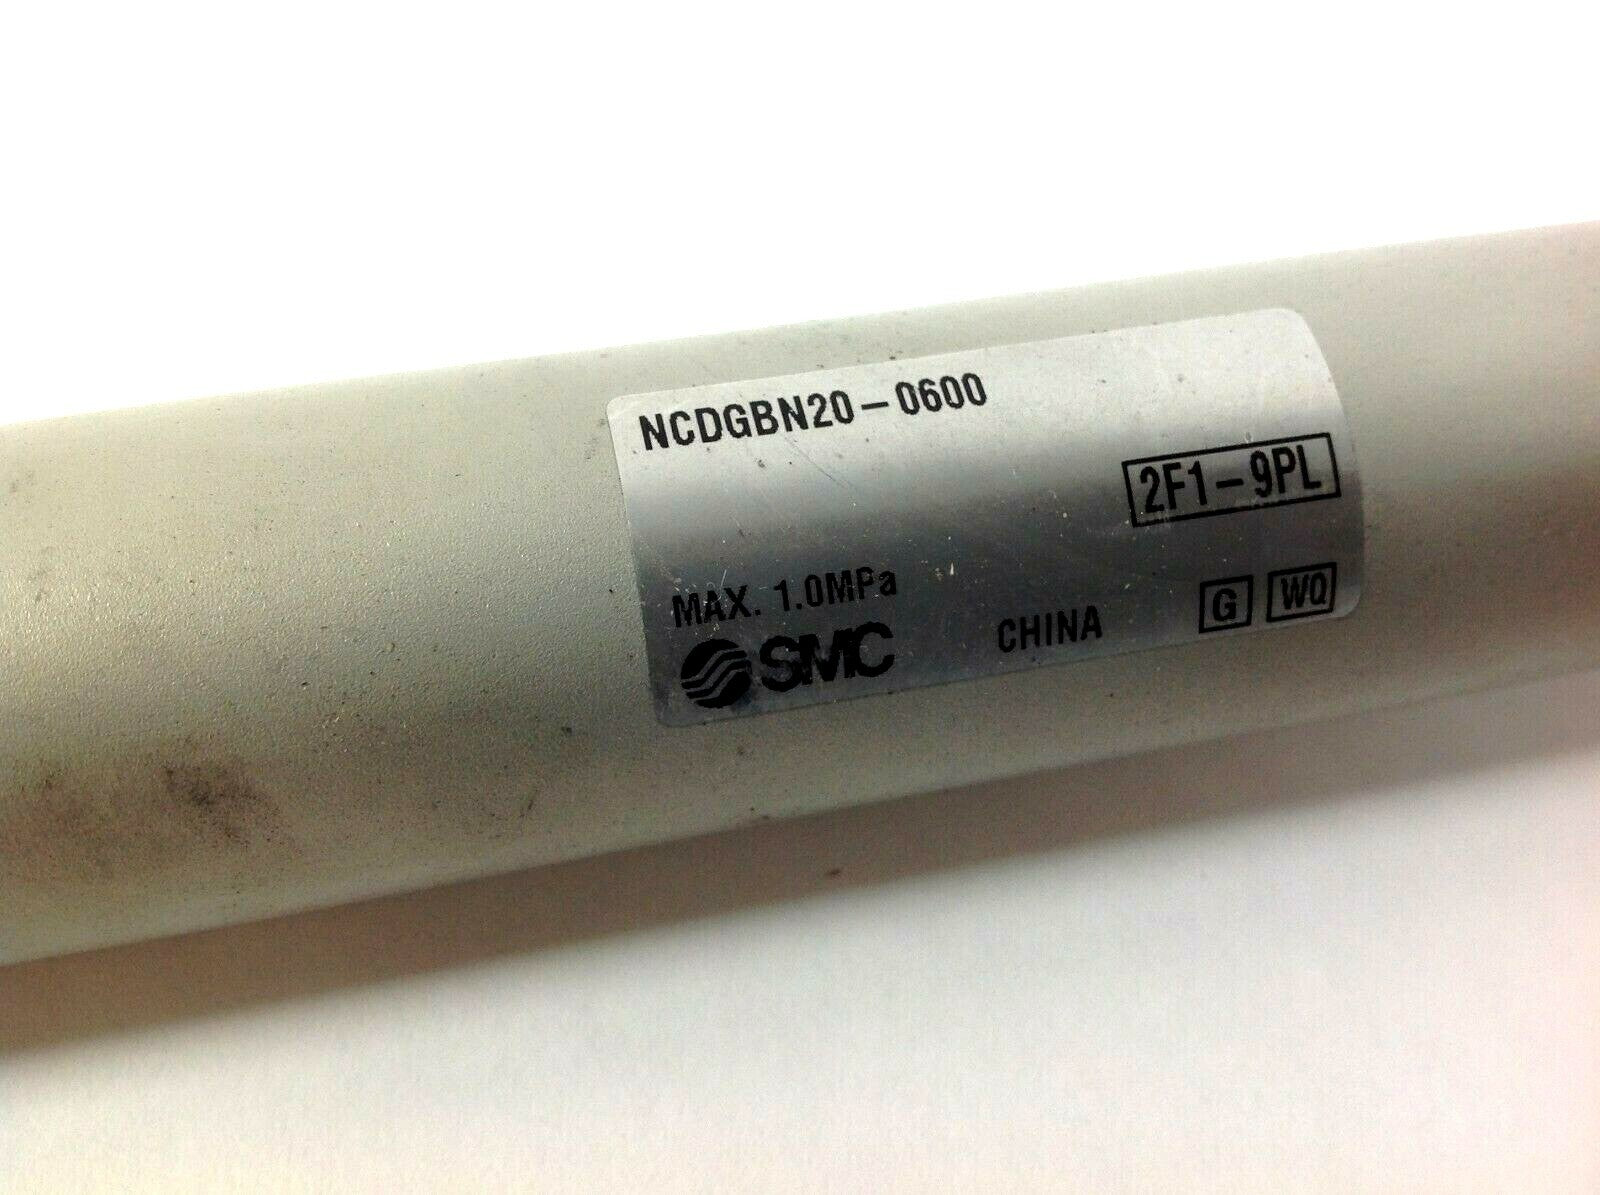 NCDGBN20-0600
2F1-9PL
MAX. 1.0MPa
SMC CHINA G WQ